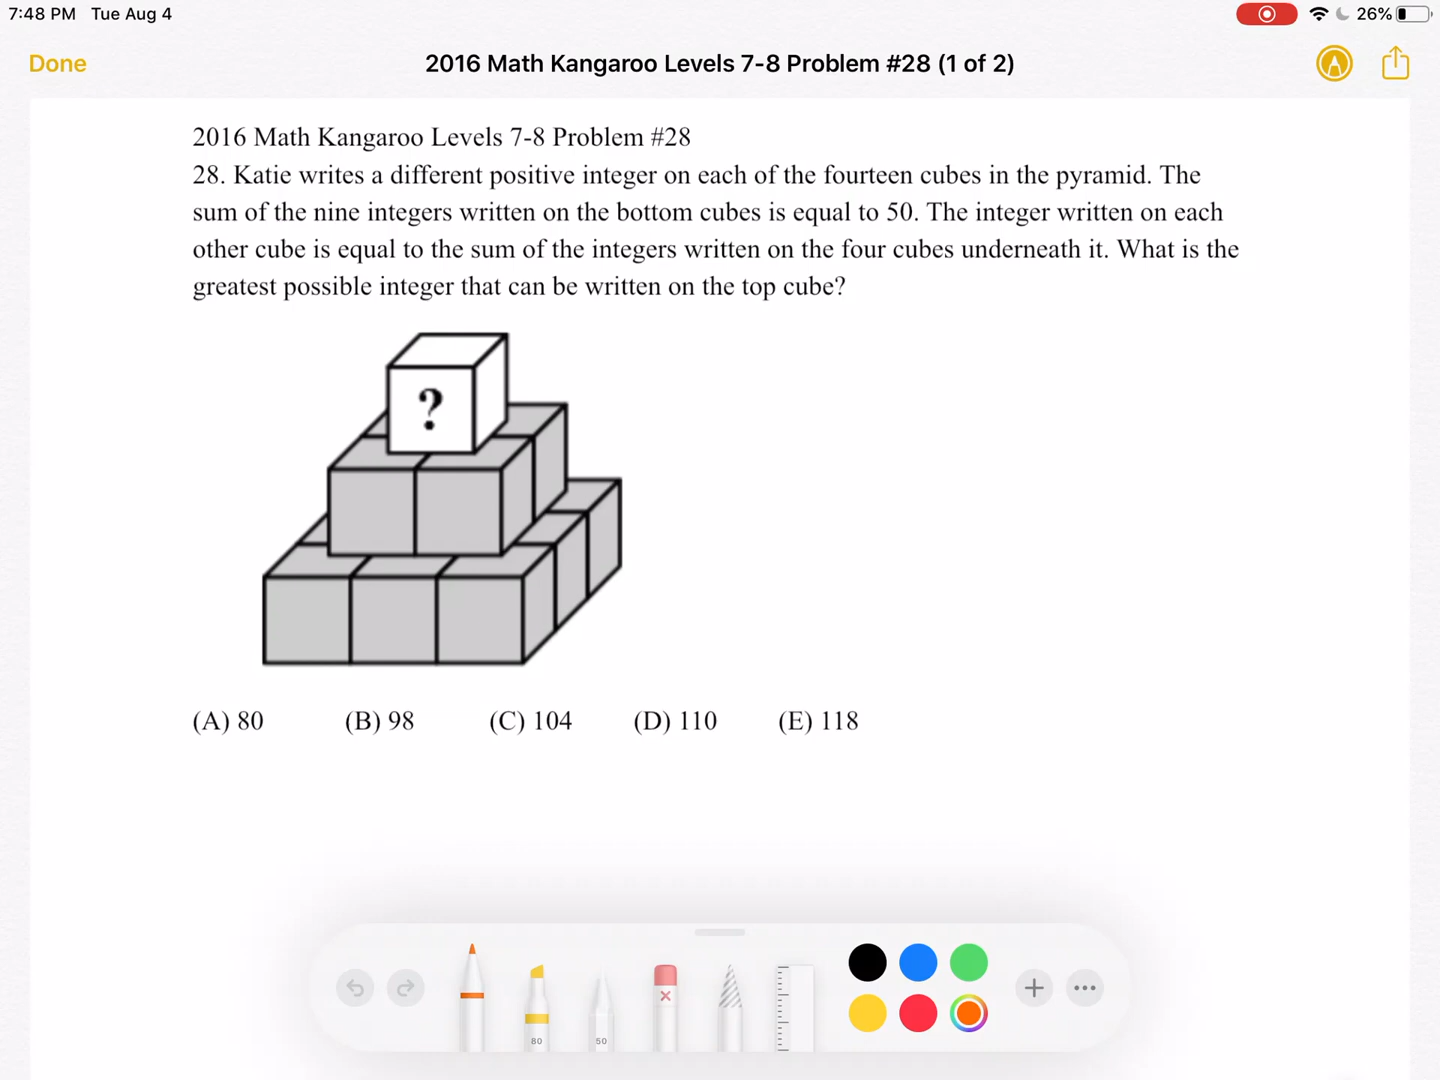 7:48 PM Tue Aug 4
26%
Done
2016 Math Kangaroo Levels 7-8 Problem #28 (1 of 2)
2016 Math Kangaroo Levels 7-8 Problem #28
28. Katie writes a different positive integer on each of the fourteen cubes in the pyramid. The
sum of the nine integers written on the bottom cubes is equal to 50. The integer written on each
other cube is equal to the sum of the integers written on the four cubes underneath it. What is the
greatest possible integer that can be written on the top cube?
?
(A) 80 (B) 98 (C) 104 (D) 110 (E) 118
80 50